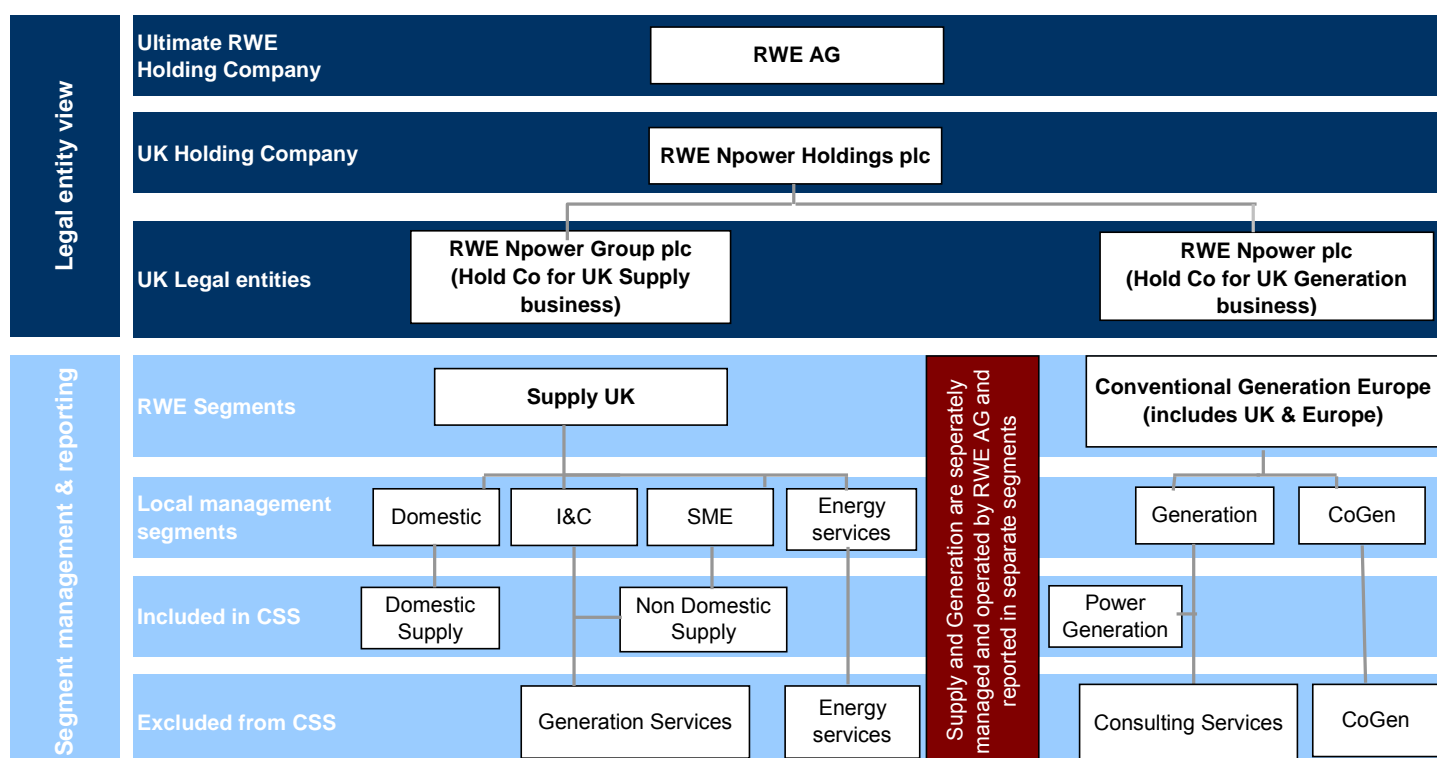 Legal entity view
Ultimate RWE
Holding Company
RWE AG
UK Holding Company
RWE Npower Holdings plc
UK Legal entities
RWE Npower Group plc
(Hold Co for UK Supply
business)
RWE Npower plc
(Hold Co for UK Generation
business)
Segment management & reporting
RWE Segments
Supply UK
Supply and Generation are seperately
managed and operated by RWE AG and
reported in separate segments
Conventional Generation Europe
(includes UK & Europe)
Local management
segments
Domestic
I&C
SME
Energy
services
Generation
CoGen
Included in CSS
Domestic
Supply
Non Domestic
Supply
Power
Generation
Excluded from CSS
Generation Services
Energy
services
Consulting Services
CoGen